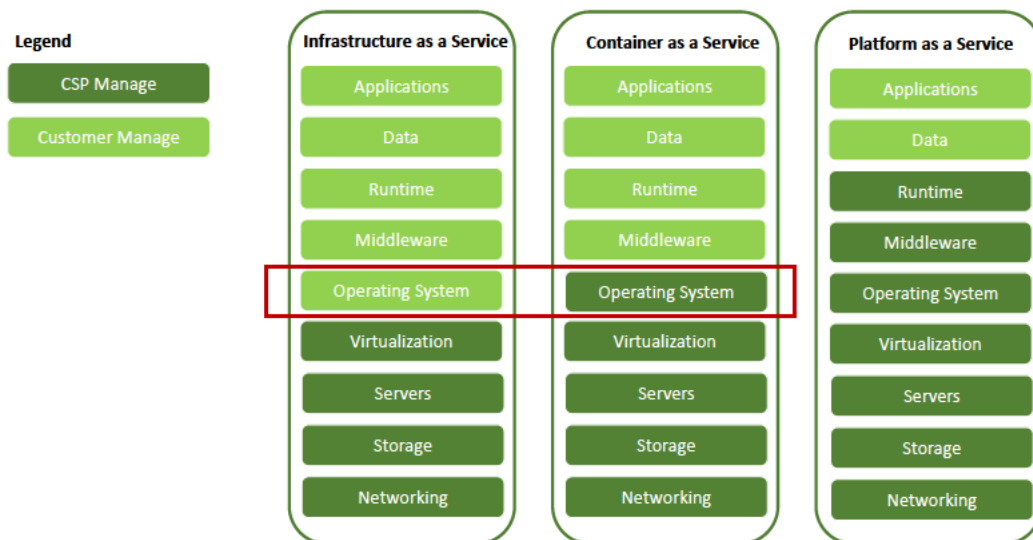 Legend
CSP Manage
Customer Manage
Infrastructure as a Service
Applications
Data
Runtime
Middleware
Operating System
Virtualization
Servers
Storage
Networking
Container as a Service
Applications
Data
Runtime
Middleware
Operating System
Virtualization
Servers
Storage
Networking
Platform as a Service
Applications
Data
Runtime
Middleware
Operating System
Virtualization
Servers
Storage
Networking